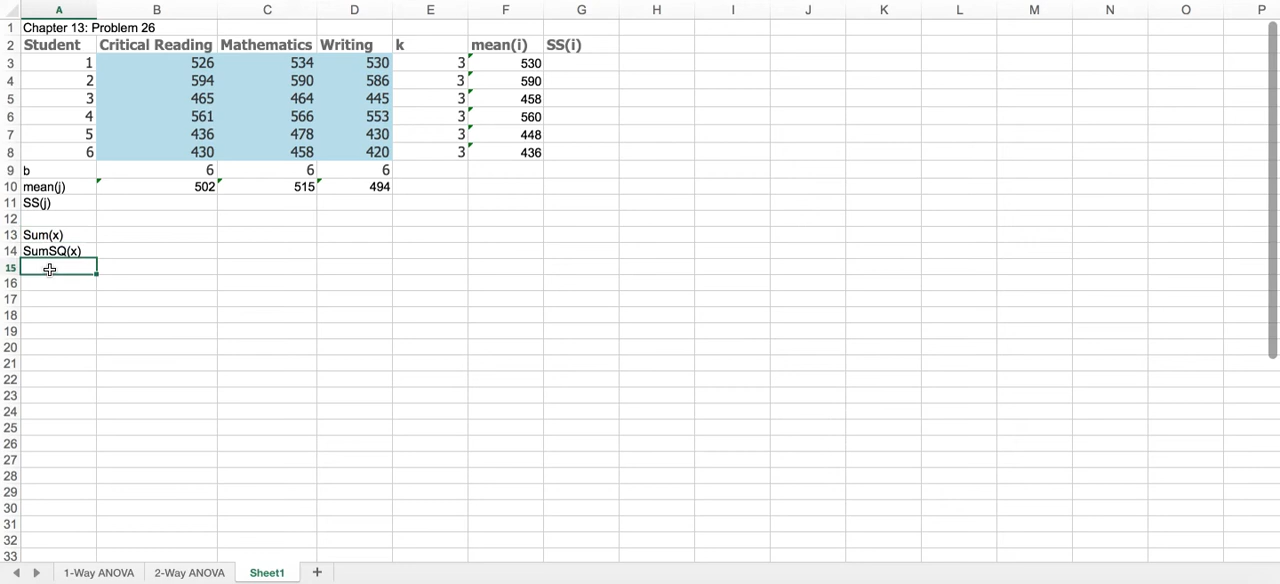 A B C D E F G H I J K L M N O P
1 Chapter 13: Problem 26
2 Student Critical Reading Mathematics Writing k mean(i) SS(i)
3 1 526 534 530 3 530
4 2 594 590 586 3 590
5 3 465 464 445 3 458
6 4 561 566 553 3 560
7 5 436 478 430 3 448
8 6 430 458 420 3 436
9 b 6 6 6
10 mean(j) 502 515 494
11 SS(j)
12
13 Sum(x)
14 SumSQ(x)
15
16
17
18
19
20
21
22
23
24
25
26
27
28
29
30
31
32
33
1-Way ANOVA 2-Way ANOVA Sheet1 +